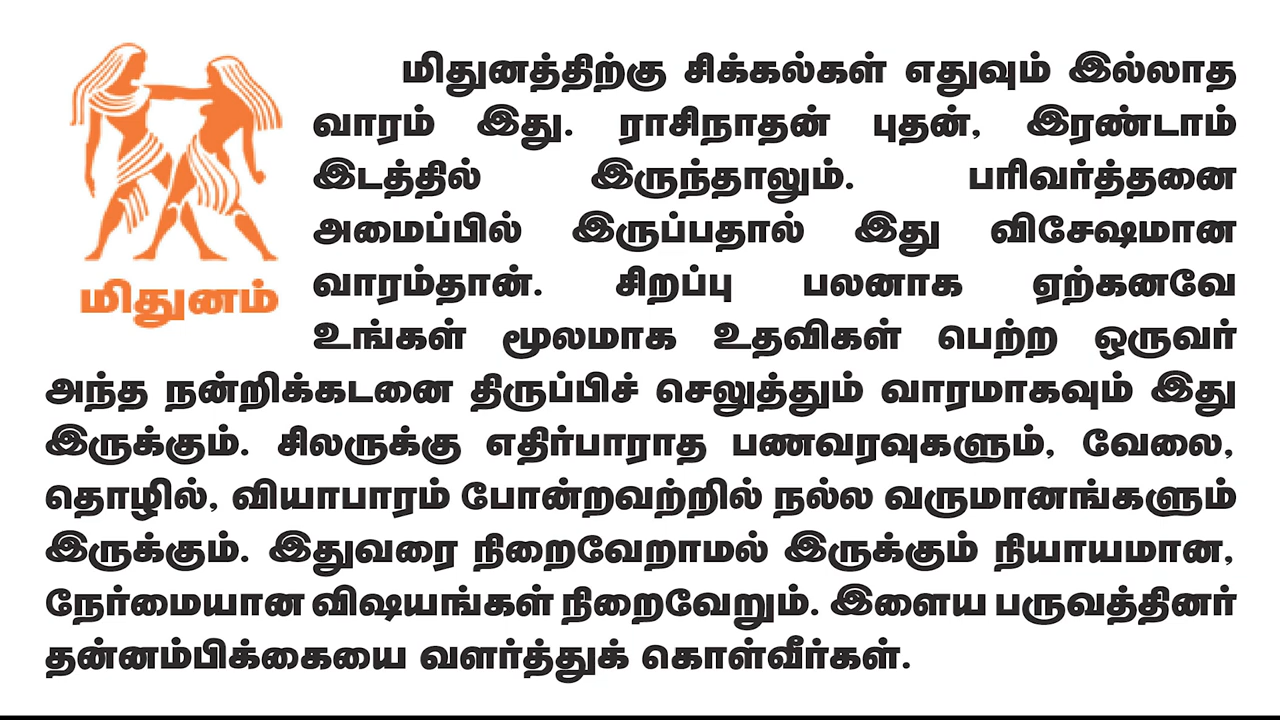 மிதுனத்திற்கு சிக்கல்கள் எதுவும் இல்லாத
வாரம் இது. ராசிநாதன் புதன், இரண்டாம்
இடத்தில் இருந்தாலும். பரிவர்த்தனை
அமைப்பில் இருப்பதால் இது விசேஷமான
வாரம்தான். சிறப்பு பலனாக ஏற்கனவே
உங்கள் மூலமாக உதவிகள் பெற்ற ஒருவர்
மிதுனம்
அந்த நன்றிக்கடனை திருப்பிச் செலுத்தும் வாரமாகவும் இது
இருக்கும். சிலருக்கு எதிர்பாராத பணவரவுகளும், வேலை,
தொழில், வியாபாரம் போன்றவற்றில் நல்ல வருமானங்களும்
இருக்கும். இதுவரை நிறைவேறாமல் இருக்கும் நியாயமான,
நேர்மையான விஷயங்கள் நிறைவேறும். இளைய பருவத்தினர்
தன்னம்பிக்கையை வளர்த்துக் கொள்வீர்கள்.